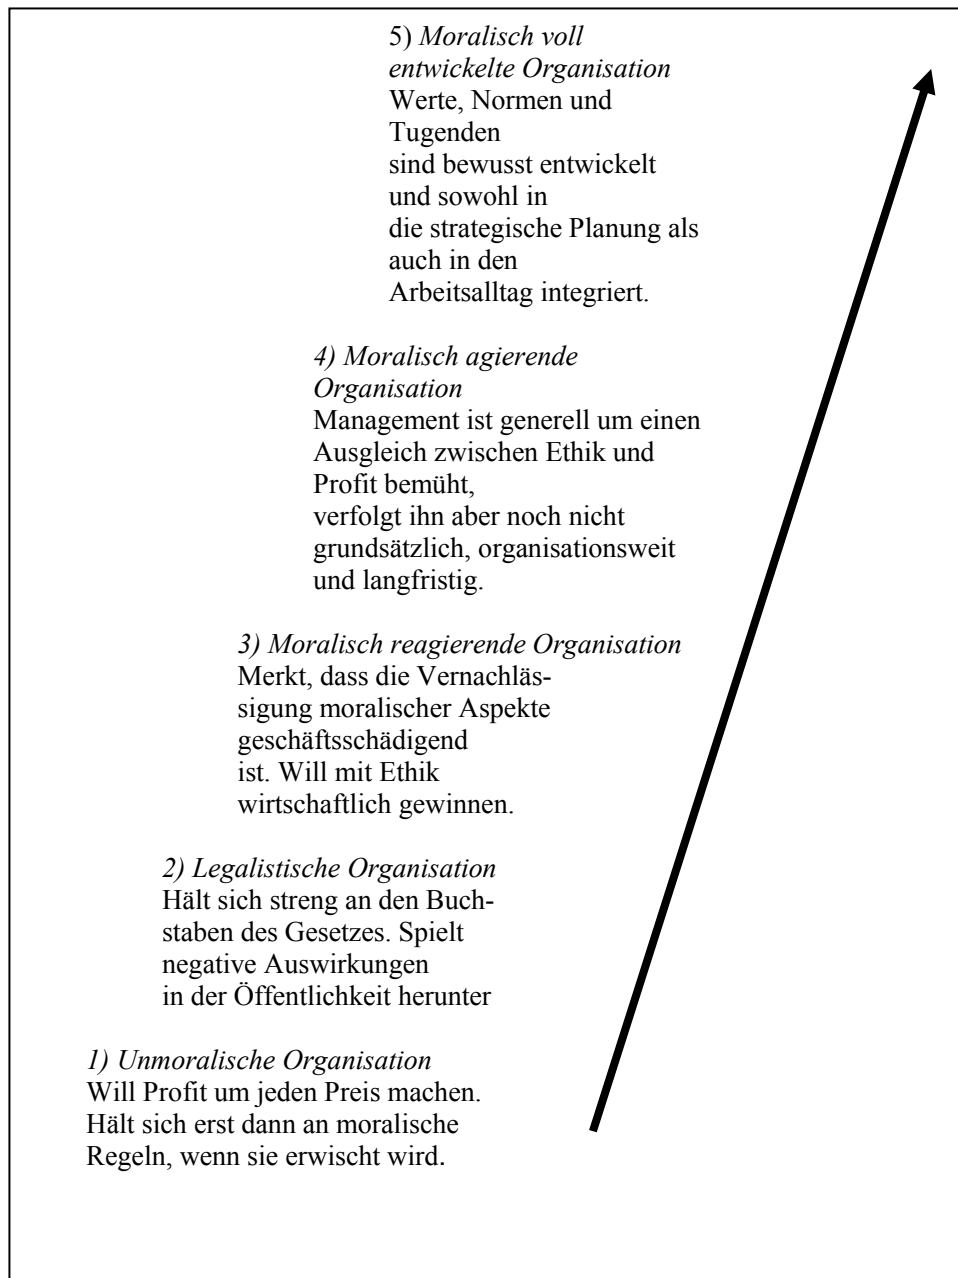 5) Moralisch voll
entwickelte Organisation
Werte, Normen und
Tugenden
sind bewusst entwickelt
und sowohl in
die strategische Planung als
auch in den
Arbeitsalltag integriert.
4) Moralisch agierende
Organisation
Management ist generell um einen
Ausgleich zwischen Ethik und
Profit bemüht,
verfolgt ihn aber noch nicht
grundsätzlich, organisationsweit
und langfristig.
3) Moralisch reagierende Organisation
Merkt, dass die Vernachläs-
sigung moralischer Aspekte
geschäftsschädigend
ist. Will mit Ethik
wirtschaftlich gewinnen.
2) Legalistische Organisation
Hält sich streng an den Buch-
staben des Gesetzes. Spielt
negative Auswirkungen
in der Öffentlichkeit herunter
1) Unmoralische Organisation
Will Profit um jeden Preis machen.
Hält sich erst dann an moralische
Regeln, wenn sie erwischt wird.